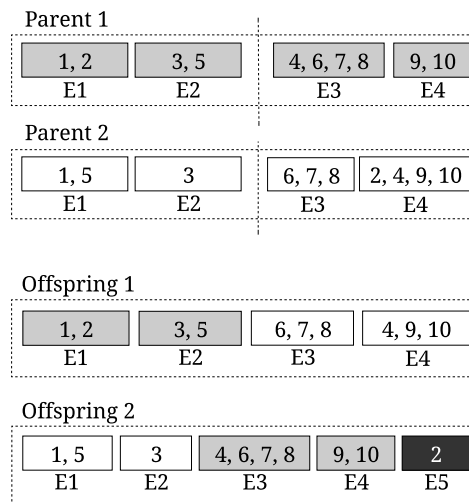 Parent 1
1, 2 3, 5 4, 6, 7, 8 9, 10
E1 E2 E3 E4
Parent 2
1, 5 3 6, 7, 8 2, 4, 9, 10
E1 E2 E3 E4
Offspring 1
1, 2 3, 5 6, 7, 8 4, 9, 10
E1 E2 E3 E4
Offspring 2
1, 5 3 4, 6, 7, 8 9, 10 2
E1 E2 E3 E4 E5